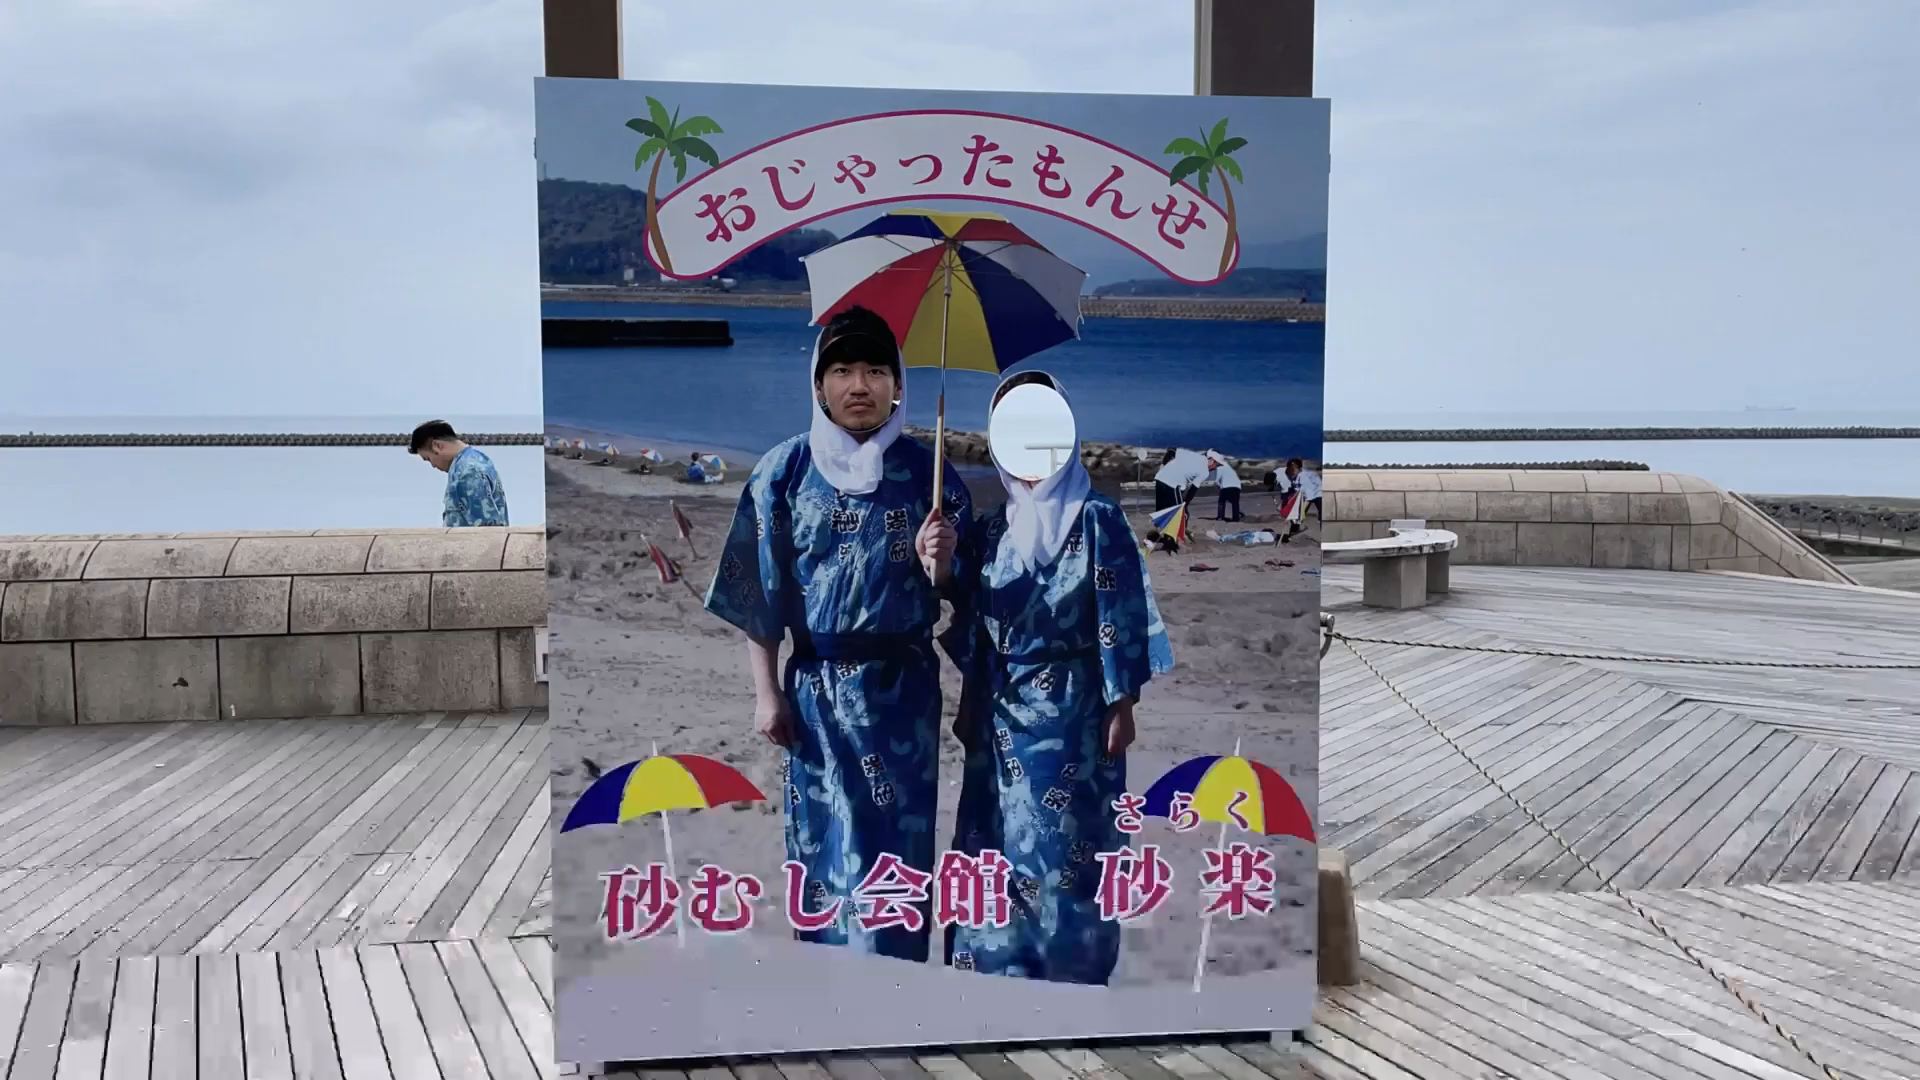 おじゃったもんせ
さらく
砂むし会館 砂楽